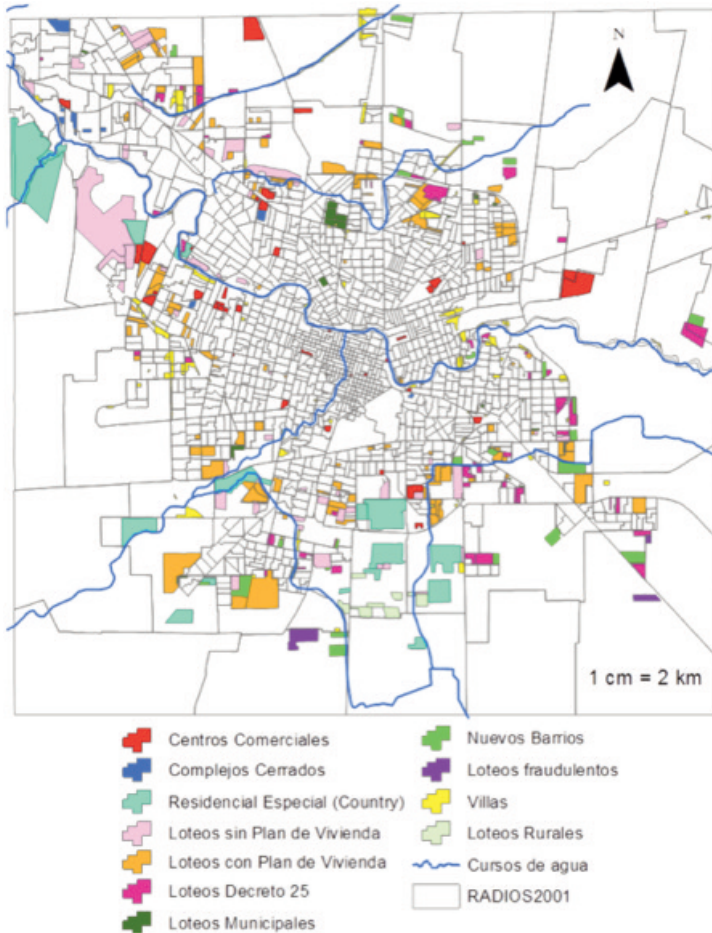 N
1 cm = 2 km
Centros Comerciales
Complejos Cerrados
Residencial Especial (Country)
Loteos sin Plan de Vivienda
Loteos con Plan de Vivienda
Loteos Decreto 25
Loteos Municipales
Nuevos Barrios
Loteos fraudulentos
Villas
Loteos Rurales
Cursos de agua
RADIOS2001